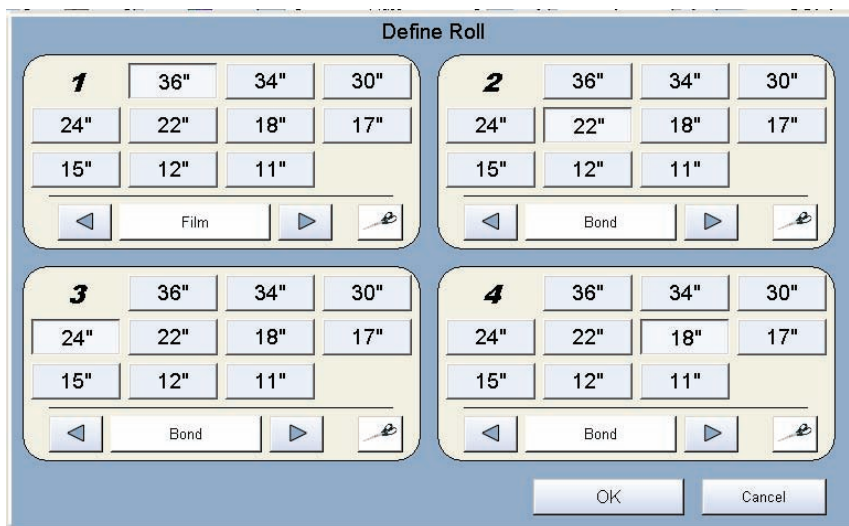 Define Roll
1 36" 34" 30"
24" 22" 18" 17"
15" 12" 11"
Film
2 36" 34" 30"
24" 22" 18" 17"
15" 12" 11"
Bond
3 36" 34" 30"
24" 22" 18" 17"
15" 12" 11"
Bond
4 36" 34" 30"
24" 22" 18" 17"
15" 12" 11"
Bond
OK Cancel